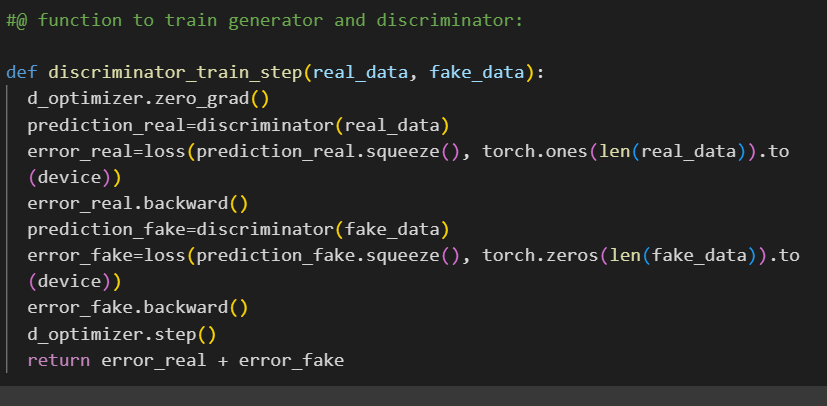 #@ function to train generator and discriminator:
def discriminator_train_step(real_data, fake_data):
d_optimizer.zero_grad()
prediction_real=discriminator(real_data)
error_real=loss(prediction_real.squeeze(), torch.ones(len(real_data)).to
(device))
error_real.backward()
prediction_fake=discriminator(fake_data)
error_fake=loss(prediction_fake.squeeze(), torch.zeros(len(fake_data)).to
(device))
error_fake.backward()
d_optimizer.step()
return error_real + error_fake